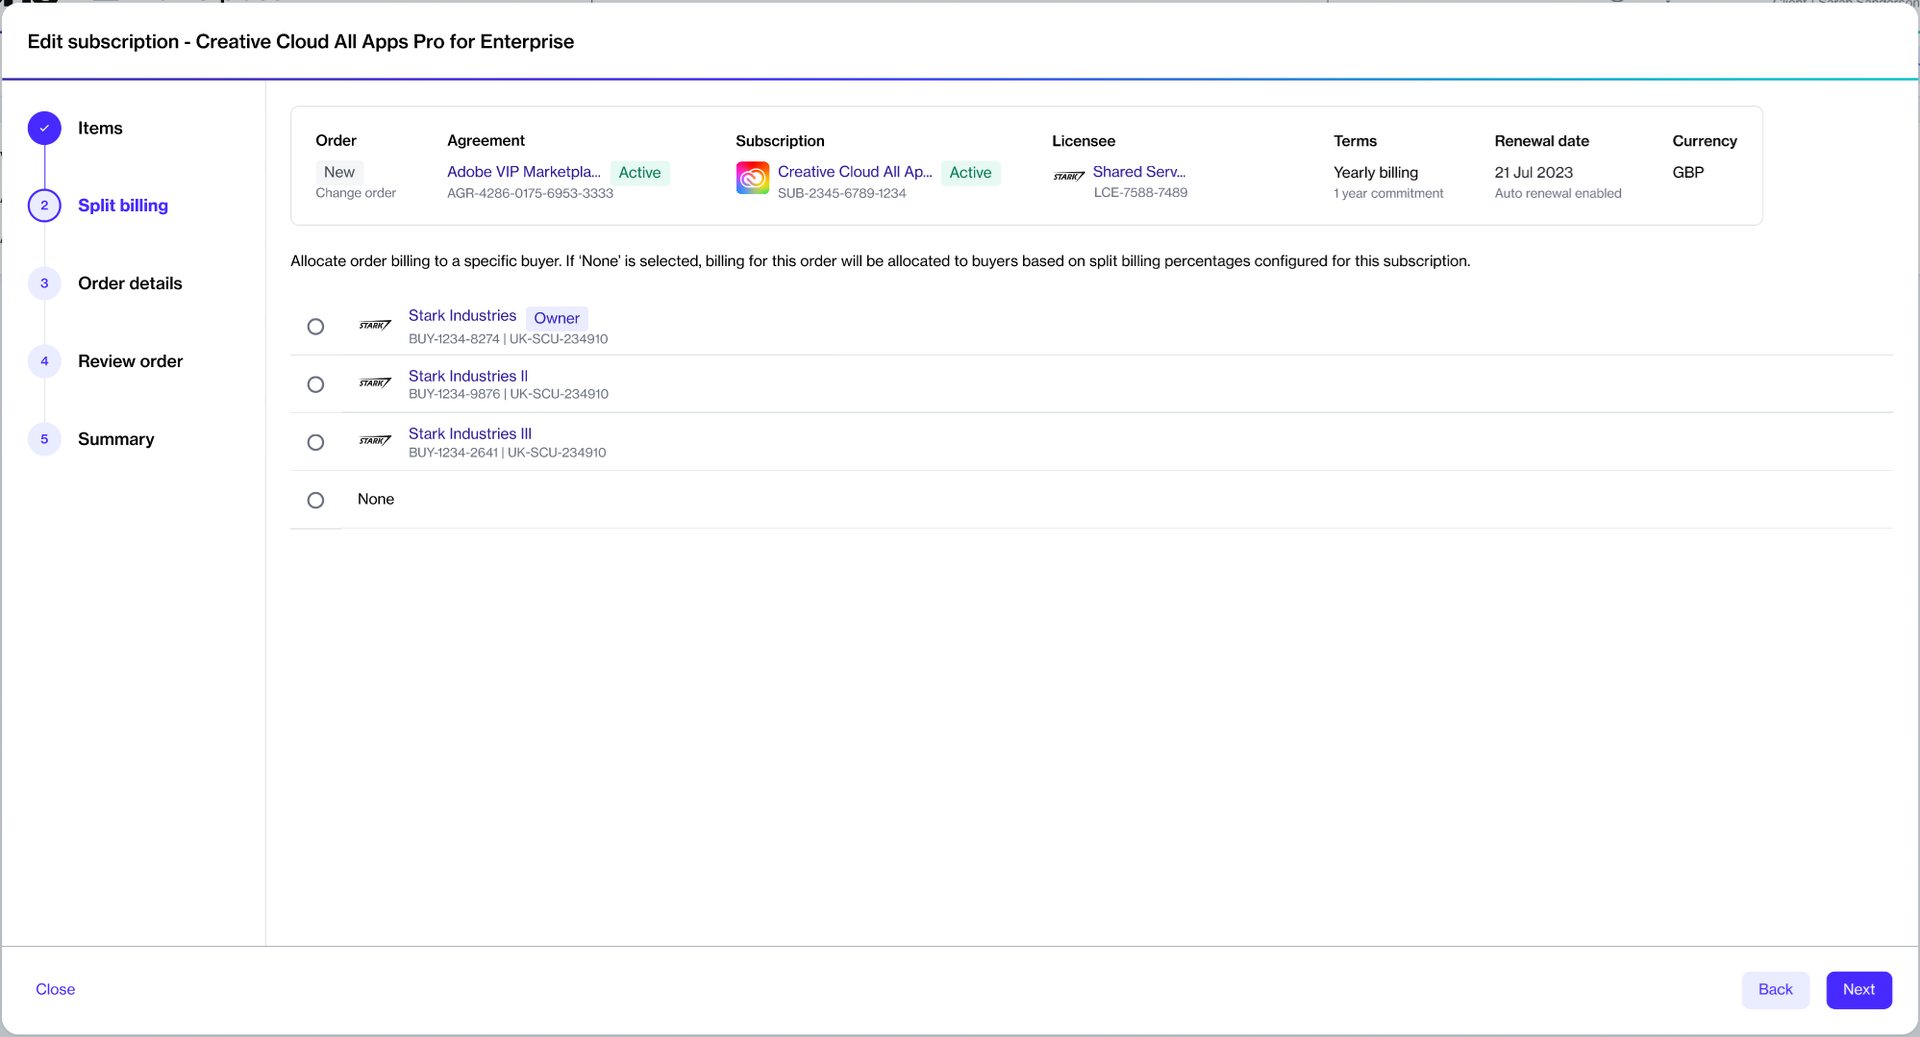 Edit subscription - Creative Cloud All Apps Pro for Enterprise
Items
2 Split billing
3 Order details
4 Review order
5 Summary
Order Agreement Subscription Licensee Terms Renewal date Currency
New Adobe VIP Marketpla... Active Creative Cloud All Ap... Active STARK Shared Serv... Yearly billing 21 Jul 2023 GBP
Change order AGR-4286-0175-6953-3333 SUB-2345-6789-1234 LCE-7588-7489 1 year commitment Auto renewal enabled
Allocate order billing to a specific buyer. If ‘None’ is selected, billing for this order will be allocated to buyers based on split billing percentages configured for this subscription.
STARK Stark Industries Owner
BUY-1234-8274 | UK-SCU-234910
STARK Stark Industries II
BUY-1234-9876 | UK-SCU-234910
STARK Stark Industries III
BUY-1234-2641 | UK-SCU-234910
None
Close Back Next